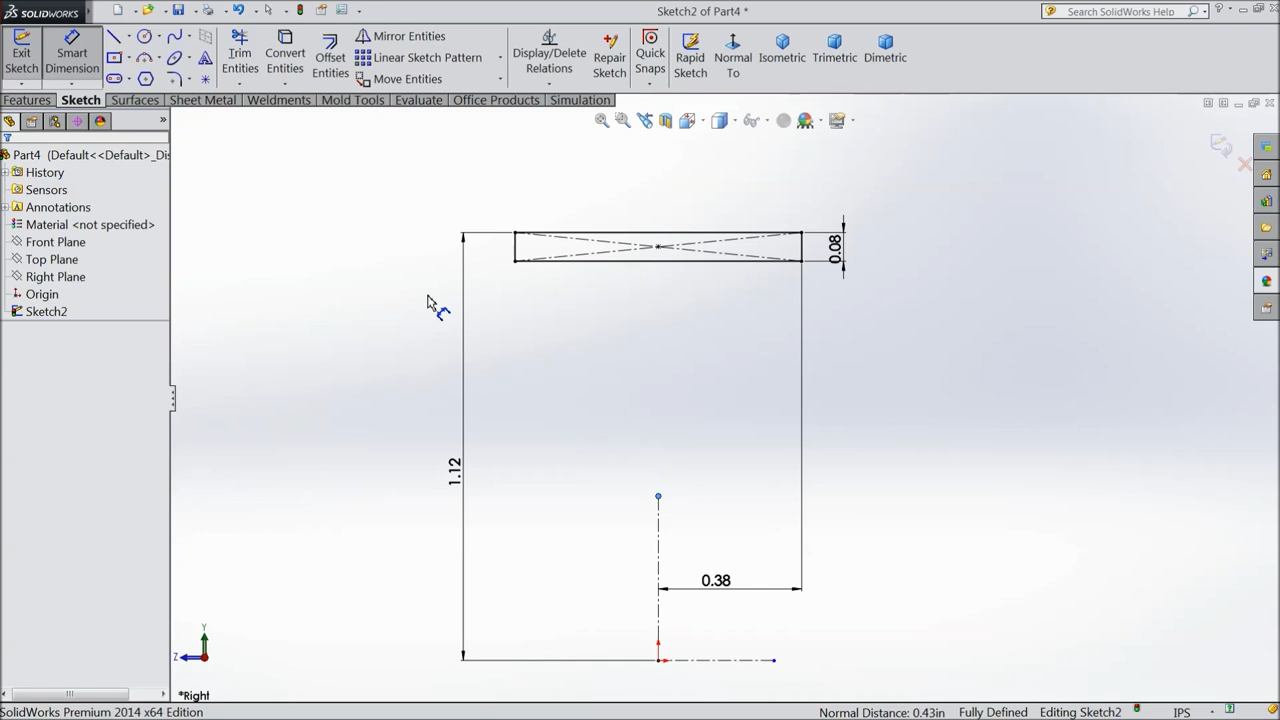 SOLIDWORKS
Sketch2 of Part4 *
Search SolidWorks Help
Exit Sketch
Smart Dimension
Trim Entities
Convert Entities
Offset Entities
Mirror Entities
Linear Sketch Pattern
Move Entities
Display/Delete Relations
Repair Sketch
Quick Snaps
Rapid Sketch
Normal To
Isometric
Trimetric
Dimetric
Features
Sketch
Surfaces
Sheet Metal
Weldments
Mold Tools
Evaluate
Office Products
Simulation
Part4 (Default<<Default>_Dis
History
Sensors
Annotations
Material <not specified>
Front Plane
Top Plane
Right Plane
Origin
Sketch2
0.08
1.12
0.38
Y
Z
*Right
SolidWorks Premium 2014 x64 Edition
Normal Distance: 0.43in
Fully Defined
Editing Sketch2
IPS